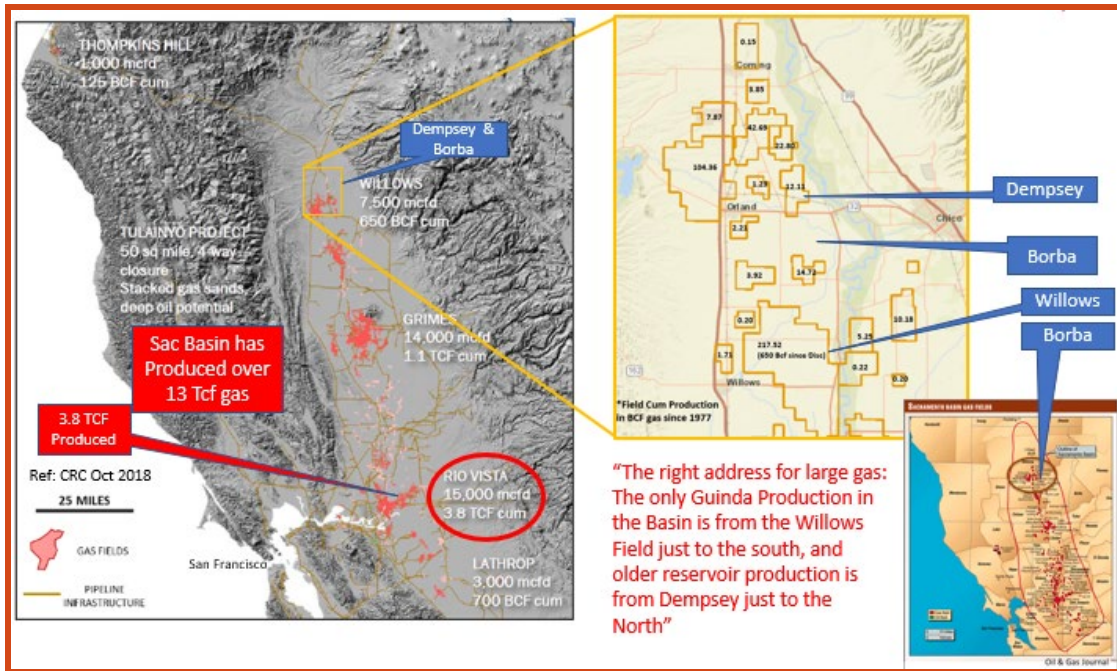 THOMPKINS HILL
1,000 mcfd
125 BCF cum
Dempsey &
Borba
WILLOWS
7,500 mcfd
650 BCF cum
TULAINYO PROJECT
50 sq mile, 4 way
closure
Stacked gas sands,
deep oil potential
GRIMES
14,000 mcfd
1.1 TCF cum
Sac Basin has
Produced over
13 Tcf gas
3.8 TCF
Produced
Ref: CRC Oct 2018
25 MILES
GAS FIELDS
PIPELINE
INFRASTRUCTURE
San Francisco
RIO VISTA
15,000 mcfd
3.8 TCF cum
LATHROP
3,000 mcfd
700 BCF cum
0.15
Corning
8.85
99
7.87
42.69
22.80
104.36
1.29
12.11
Orland
32
Chico
2.21
3.92
14.72
0.20
10.18
5.25
217.52
(650 Bcf since Disc)
1.71
0.22
0.20
162
Willows
*Field Cum Production
in BCF gas since 1977
Dempsey
Borba
Willows
Borba
"The right address for large gas:
The only Guinda Production in
the Basin is from the Willows
Field just to the south, and
older reservoir production is
from Dempsey just to the
North"
SACRAMENTO BASIN GAS FIELDS
Outline of
Sacramento Basin
Oil & Gas Journal